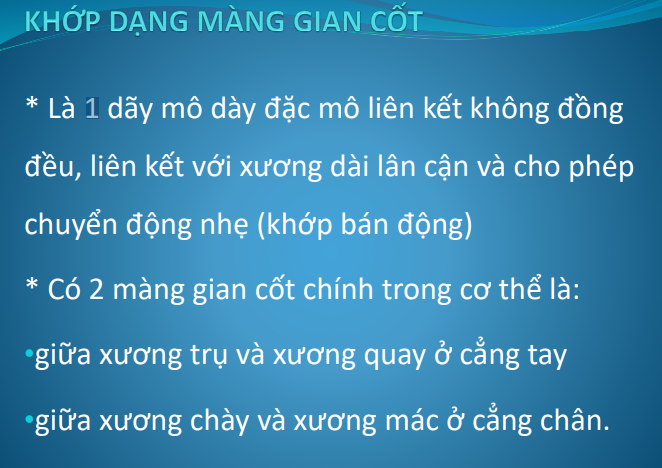 KHỚP DẠNG MÀNG GIAN CỐT
* Là 1 dãy mô dày đặc mô liên kết không đồng
đều, liên kết với xương dài lân cận và cho phép
chuyển động nhẹ (khớp bán động)
* Có 2 màng gian cốt chính trong cơ thể là:
•giữa xương trụ và xương quay ở cẳng tay
•giữa xương chày và xương mác ở cẳng chân.